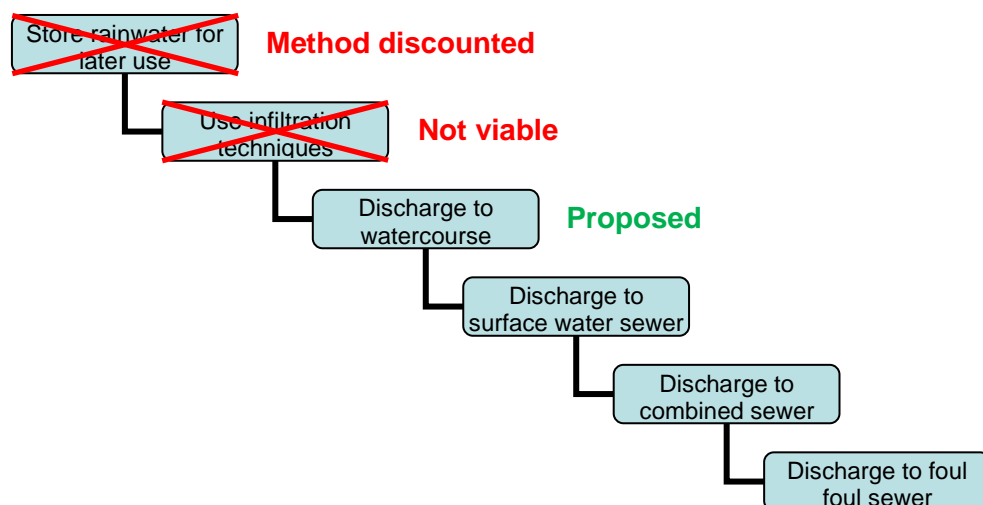 Store rainwater for
later use
Method discounted
Use infiltration
techniques
Not viable
Discharge to
watercourse
Proposed
Discharge to
surface water sewer
Discharge to
combined sewer
Discharge to foul
foul sewer